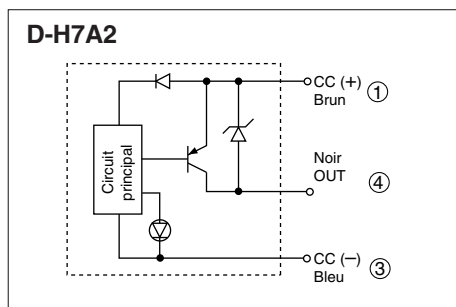 D-H7A2
CC (+)
Brun
①
Circuit
principal
Noir
OUT
④
CC (–)
Bleu
③